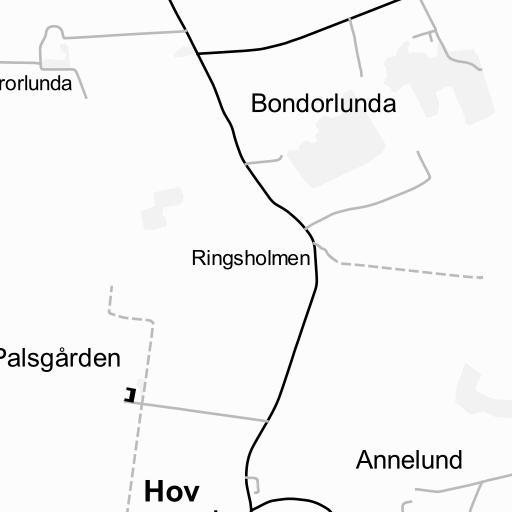 rorlunda
Bondorlunda
Ringsholmen
Palsgården
Annelund
Hov